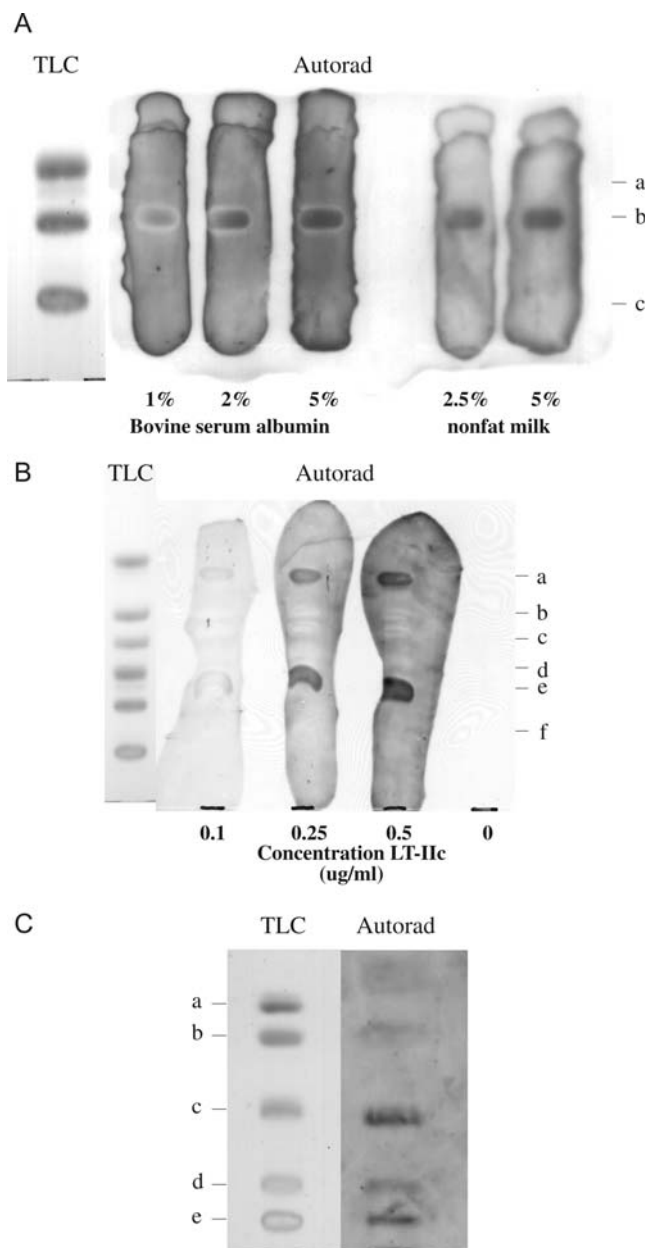 A
TLC Autorad
a
b
c
1% 2% 5% 2.5% 5%
Bovine serum albumin nonfat milk
B
TLC Autorad
a
b
c
d
e
f
0.1 0.25 0.5 0
Concentration LT-IIc
(ug/ml)
C
TLC Autorad
a
b
c
d
e